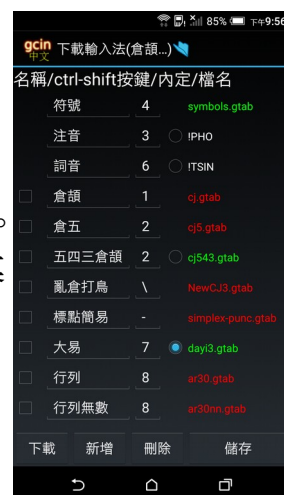 85% 下午9:56
gcin 下載輸入法(倉頡...)
中文
名稱/ctrl-shift按鍵/內定/檔名
符號 4 symbols.gtab
注音 3 !PHO
詞音 6 !TSIN
倉頡 1 cj.gtab
倉五 2 cj5.gtab
五四三倉頡 2 cj543.gtab
亂倉打鳥 \ NewCJ3.gtab
標點簡易 - simplex-punc.gtab
大易 7 dayi3.gtab
行列 8 ar30.gtab
行列無數 8 ar30nn.gtab
下載 新增 刪除 儲存